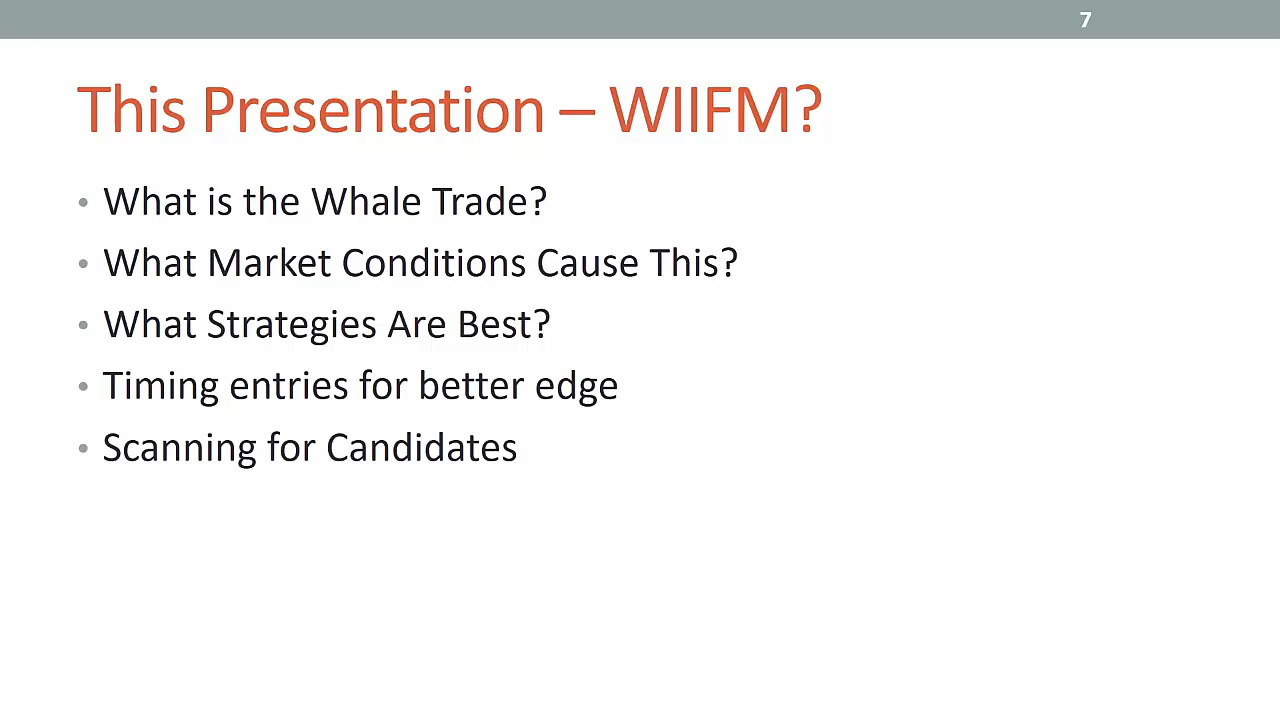 7
This Presentation – WIIFM?
• What is the Whale Trade?
• What Market Conditions Cause This?
• What Strategies Are Best?
• Timing entries for better edge
• Scanning for Candidates